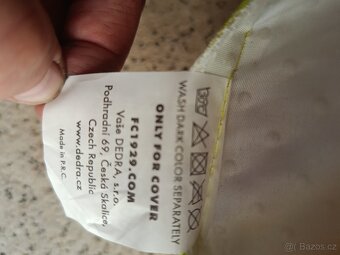 WASH DARK COLOR SEPARATELY
ONLY FOR COVER
FC1929.COM
Vaše DEDRA, s.r.o.
Podhradní 69, Česká Skalice,
Czech Republic
www.dedra.cz
Made in P.R.C.
Bazoš.cz